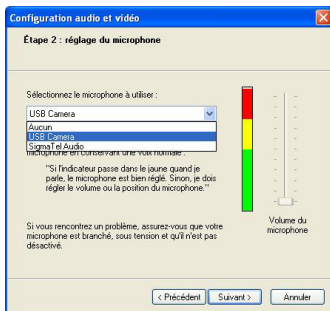 Configuration audio et vidéo
Étape 2 : réglage du microphone
Sélectionnez le microphone à utiliser :
USB Camera
Aucun
USB Camera
SigmaTel Audio
microphone en conservant une voix normale :
"Si l'indicateur passe dans le jaune quand je
parle, le microphone est bien réglé. Sinon, je dois
régler le volume ou la position du microphone."
Si vous rencontrez un problème, assurez-vous que votre
microphone est branché, sous tension et qu'il n'est pas
désactivé.
Volume du
microphone
< Précédent
Suivant >
Annuler